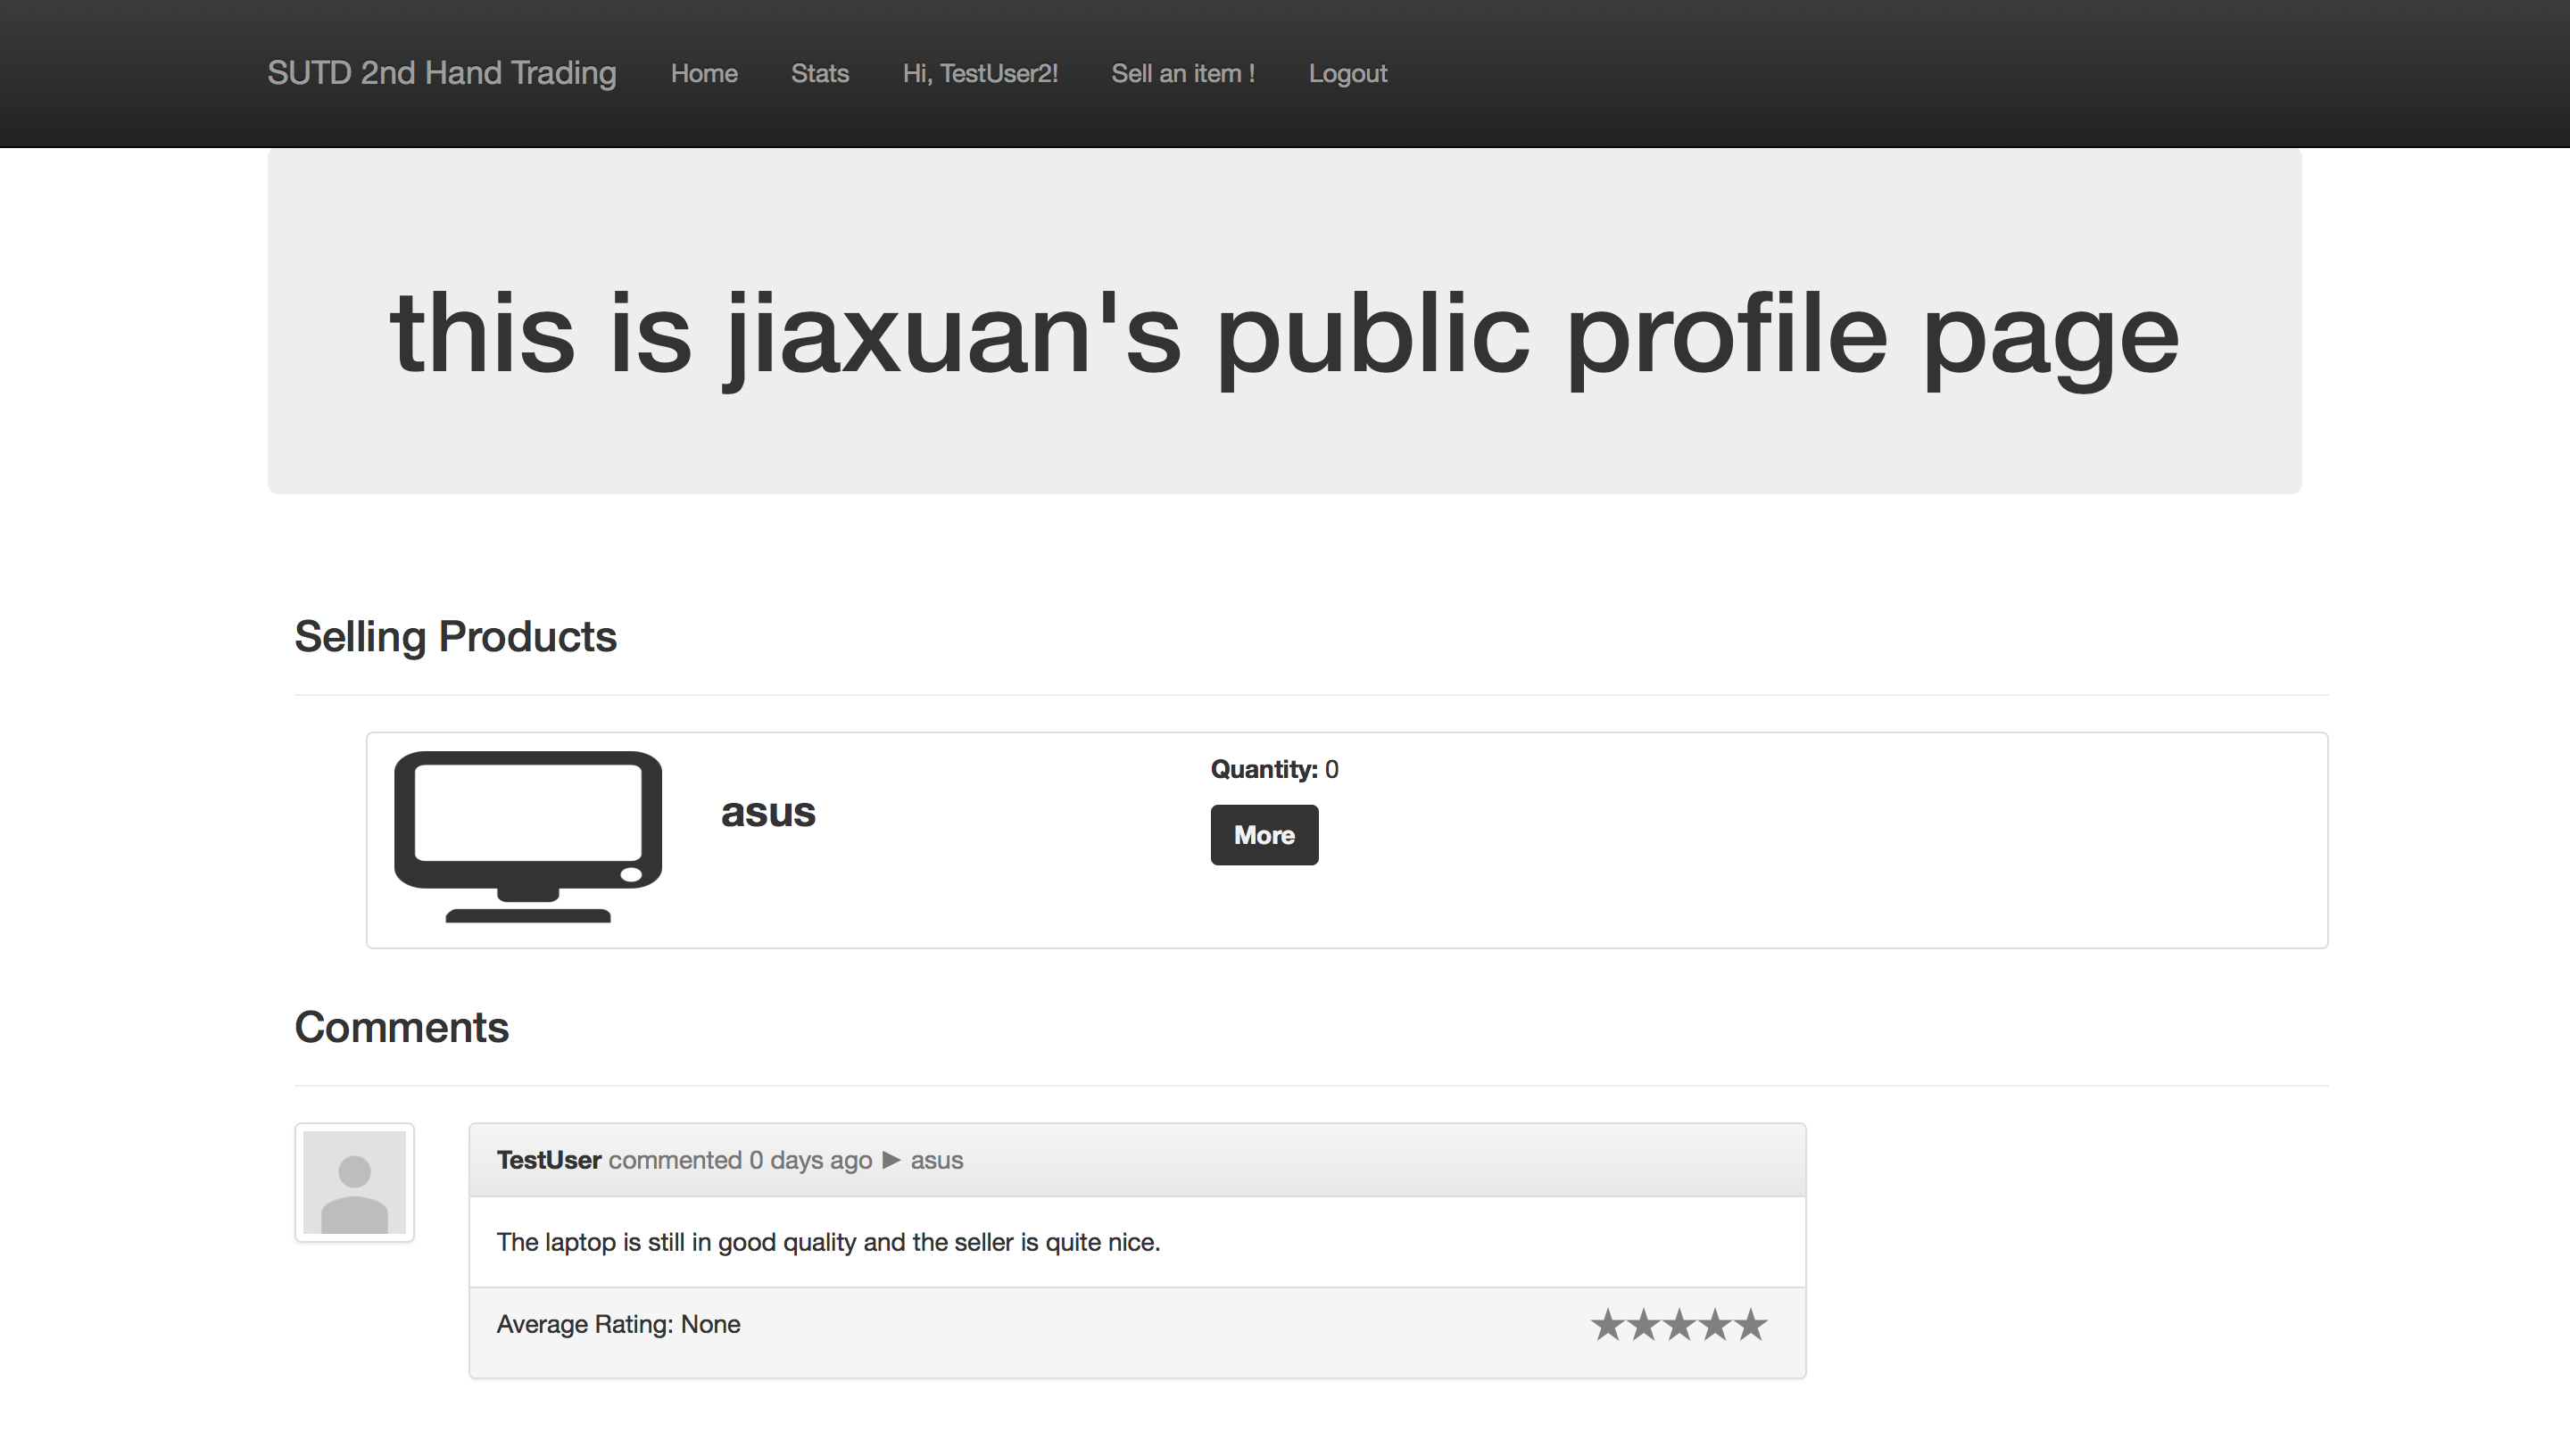 SUTD 2nd Hand Trading Home Stats Hi, TestUser2! Sell an item ! Logout
this is jiaxuan's public profile page
Selling Products
asus
Quantity: 0
More
Comments
TestUser commented 0 days ago ▶ asus
The laptop is still in good quality and the seller is quite nice.
Average Rating: None ★★★★★